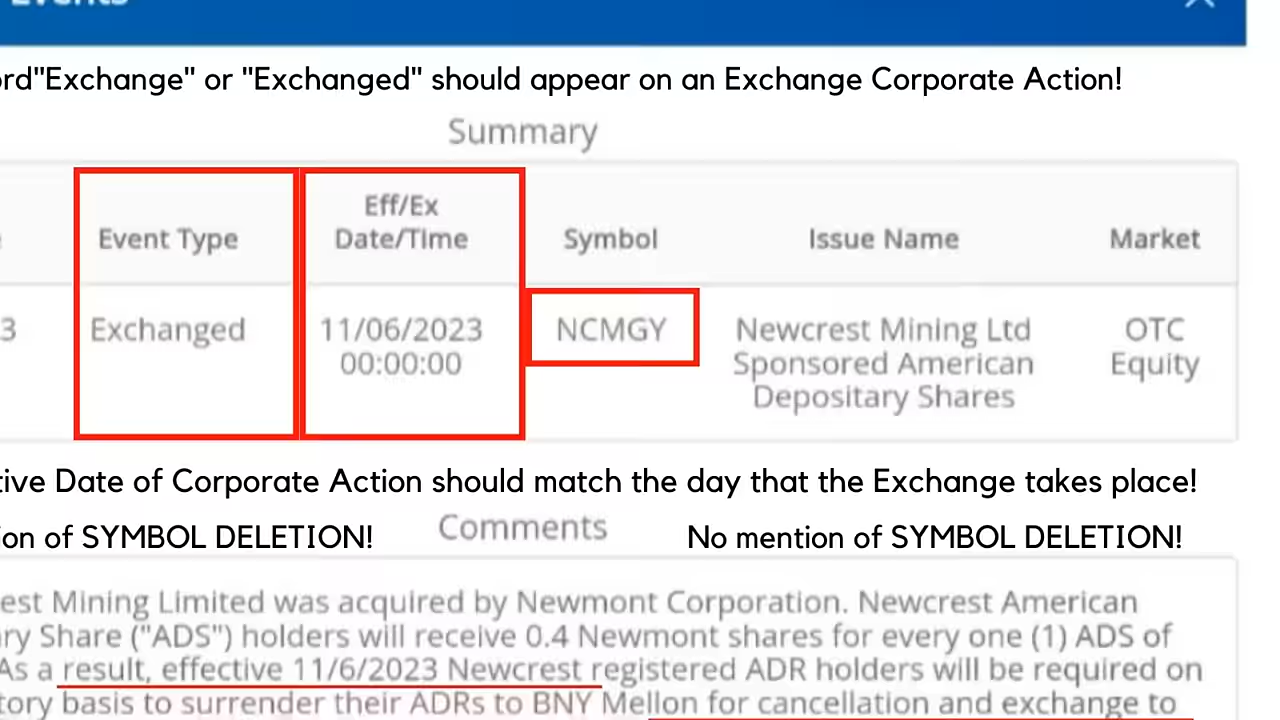 Events
"Exchange" or "Exchanged" should appear on an Exchange Corporate Action!
Summary
Event Type
Eff/Ex
Date/Time
Symbol
Issue Name
Market
3
Exchanged
11/06/2023
00:00:00
NCMGY
Newcrest Mining Ltd
Sponsored American
Depositary Shares
OTC
Equity
Date of Corporate Action should match the day that the Exchange takes place!
of SYMBOL DELETION!
Comments
No mention of SYMBOL DELETION!
Mining Limited was acquired by Newmont Corporation. Newcrest American
Share ("ADS") holders will receive 0.4 Newmont shares for every one (1) ADS of
As a result, effective 11/6/2023 Newcrest registered ADR holders will be required on
basis to surrender their ADRs to BNY Mellon for cancellation and exchange to